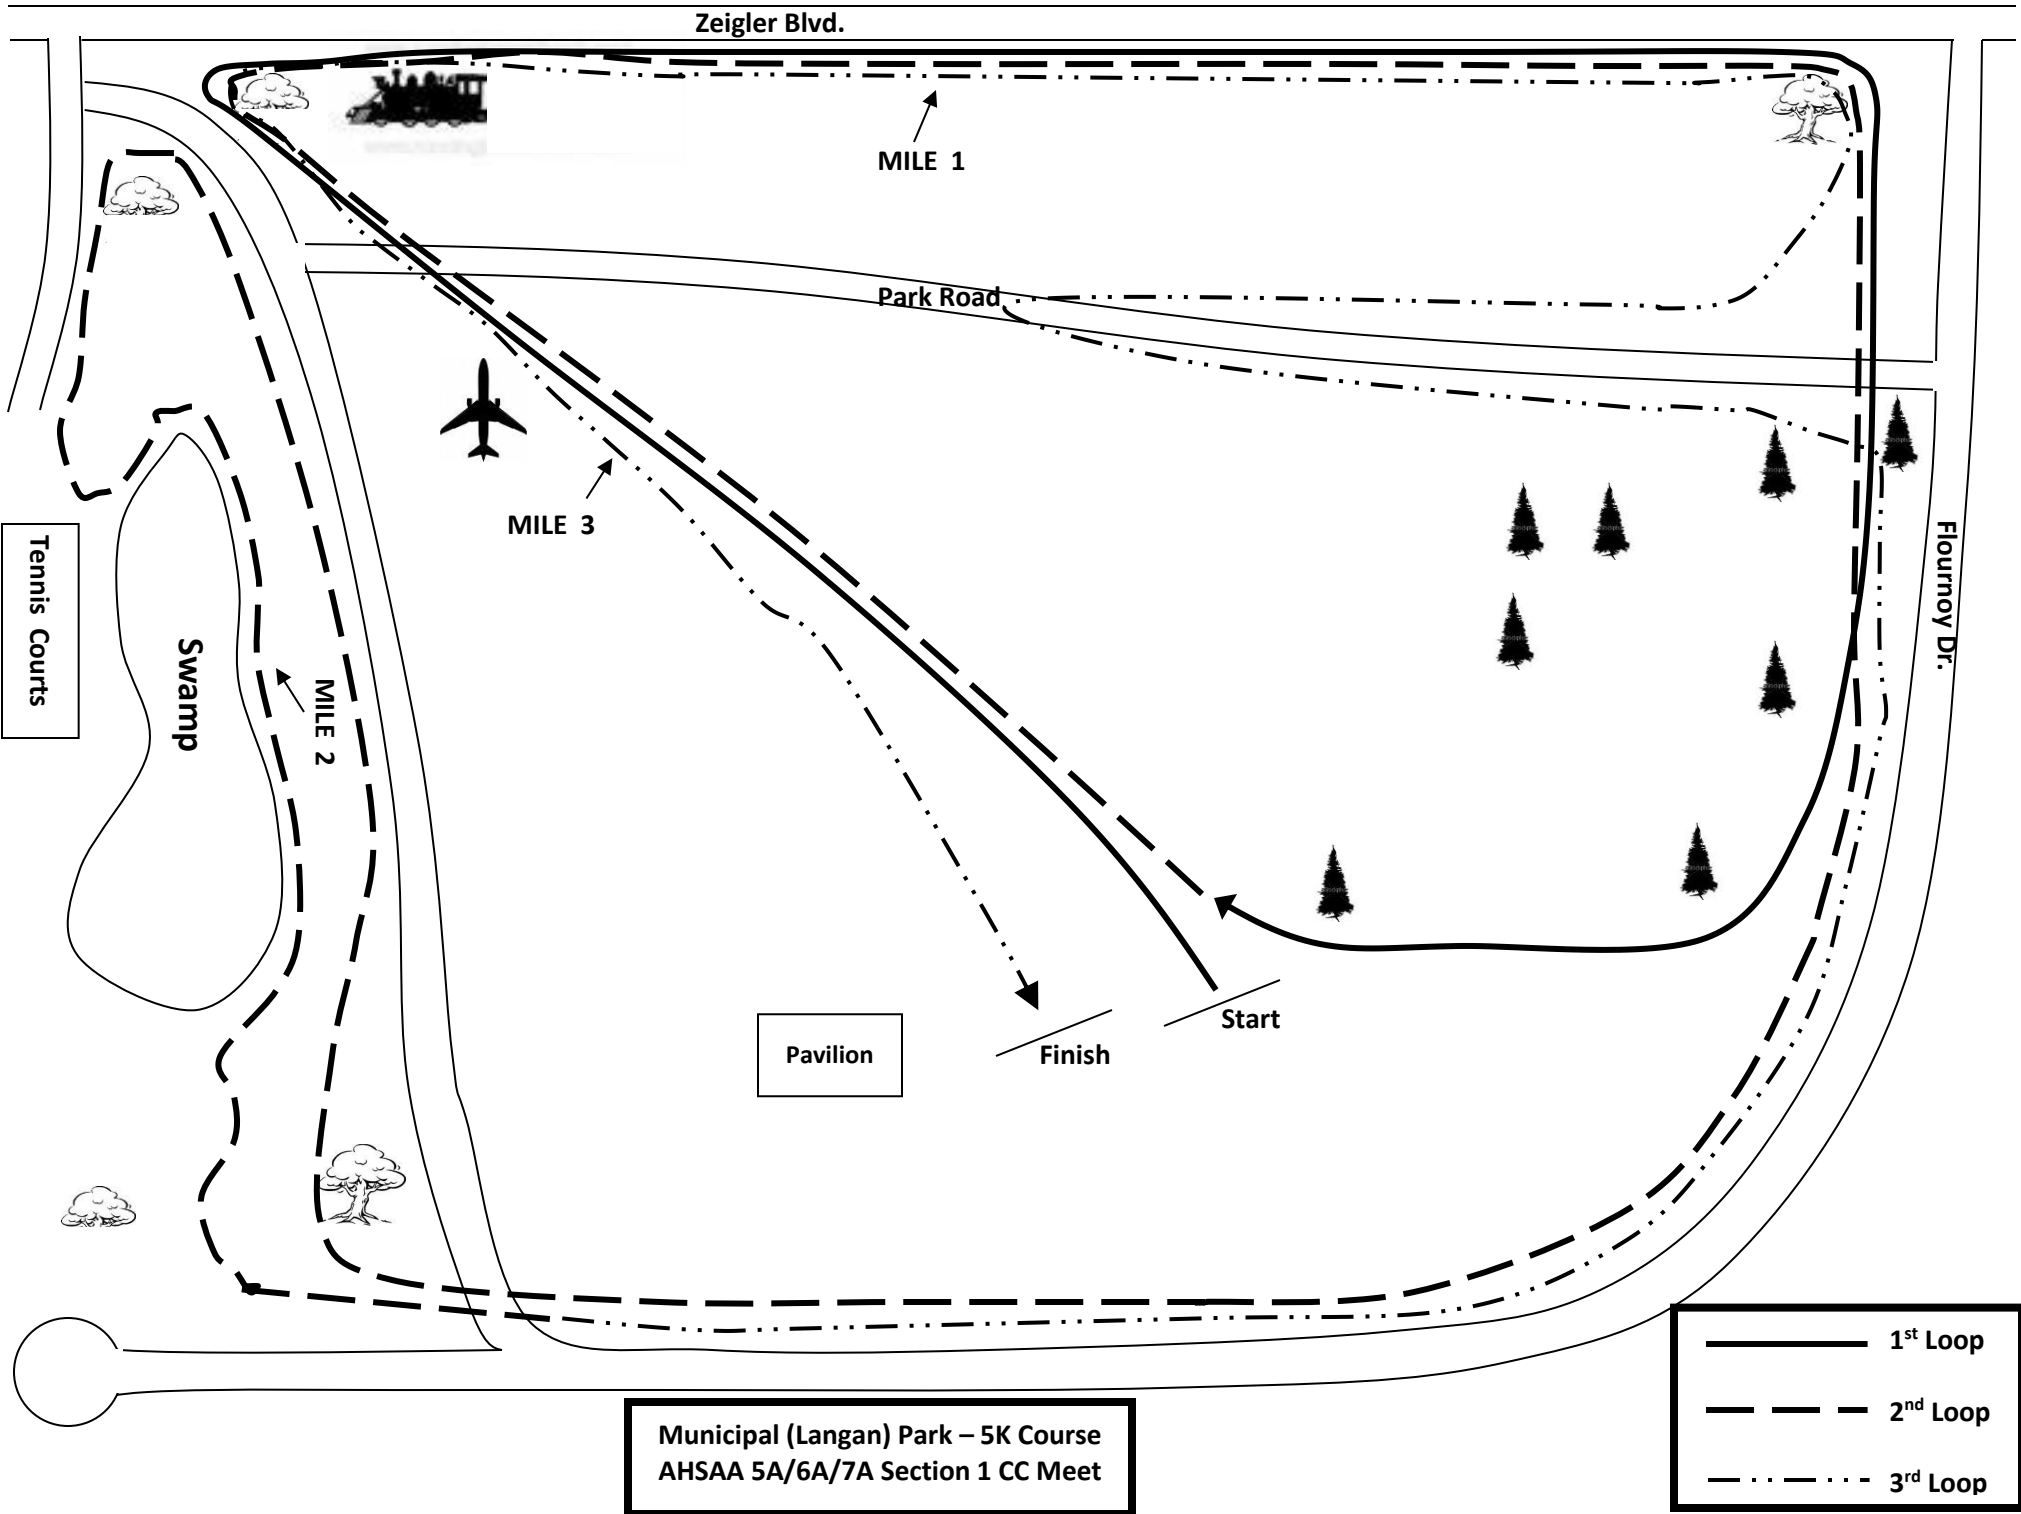 Zeigler Blvd.
MILE 1
Park Road
MILE 3
Tennis Courts
Swamp
MILE 2
Flournoy Dr.
Start
Pavilion
Finish
1st Loop
2nd Loop
3rd Loop
Municipal (Langan) Park – 5K Course
AHSAA 5A/6A/7A Section 1 CC Meet